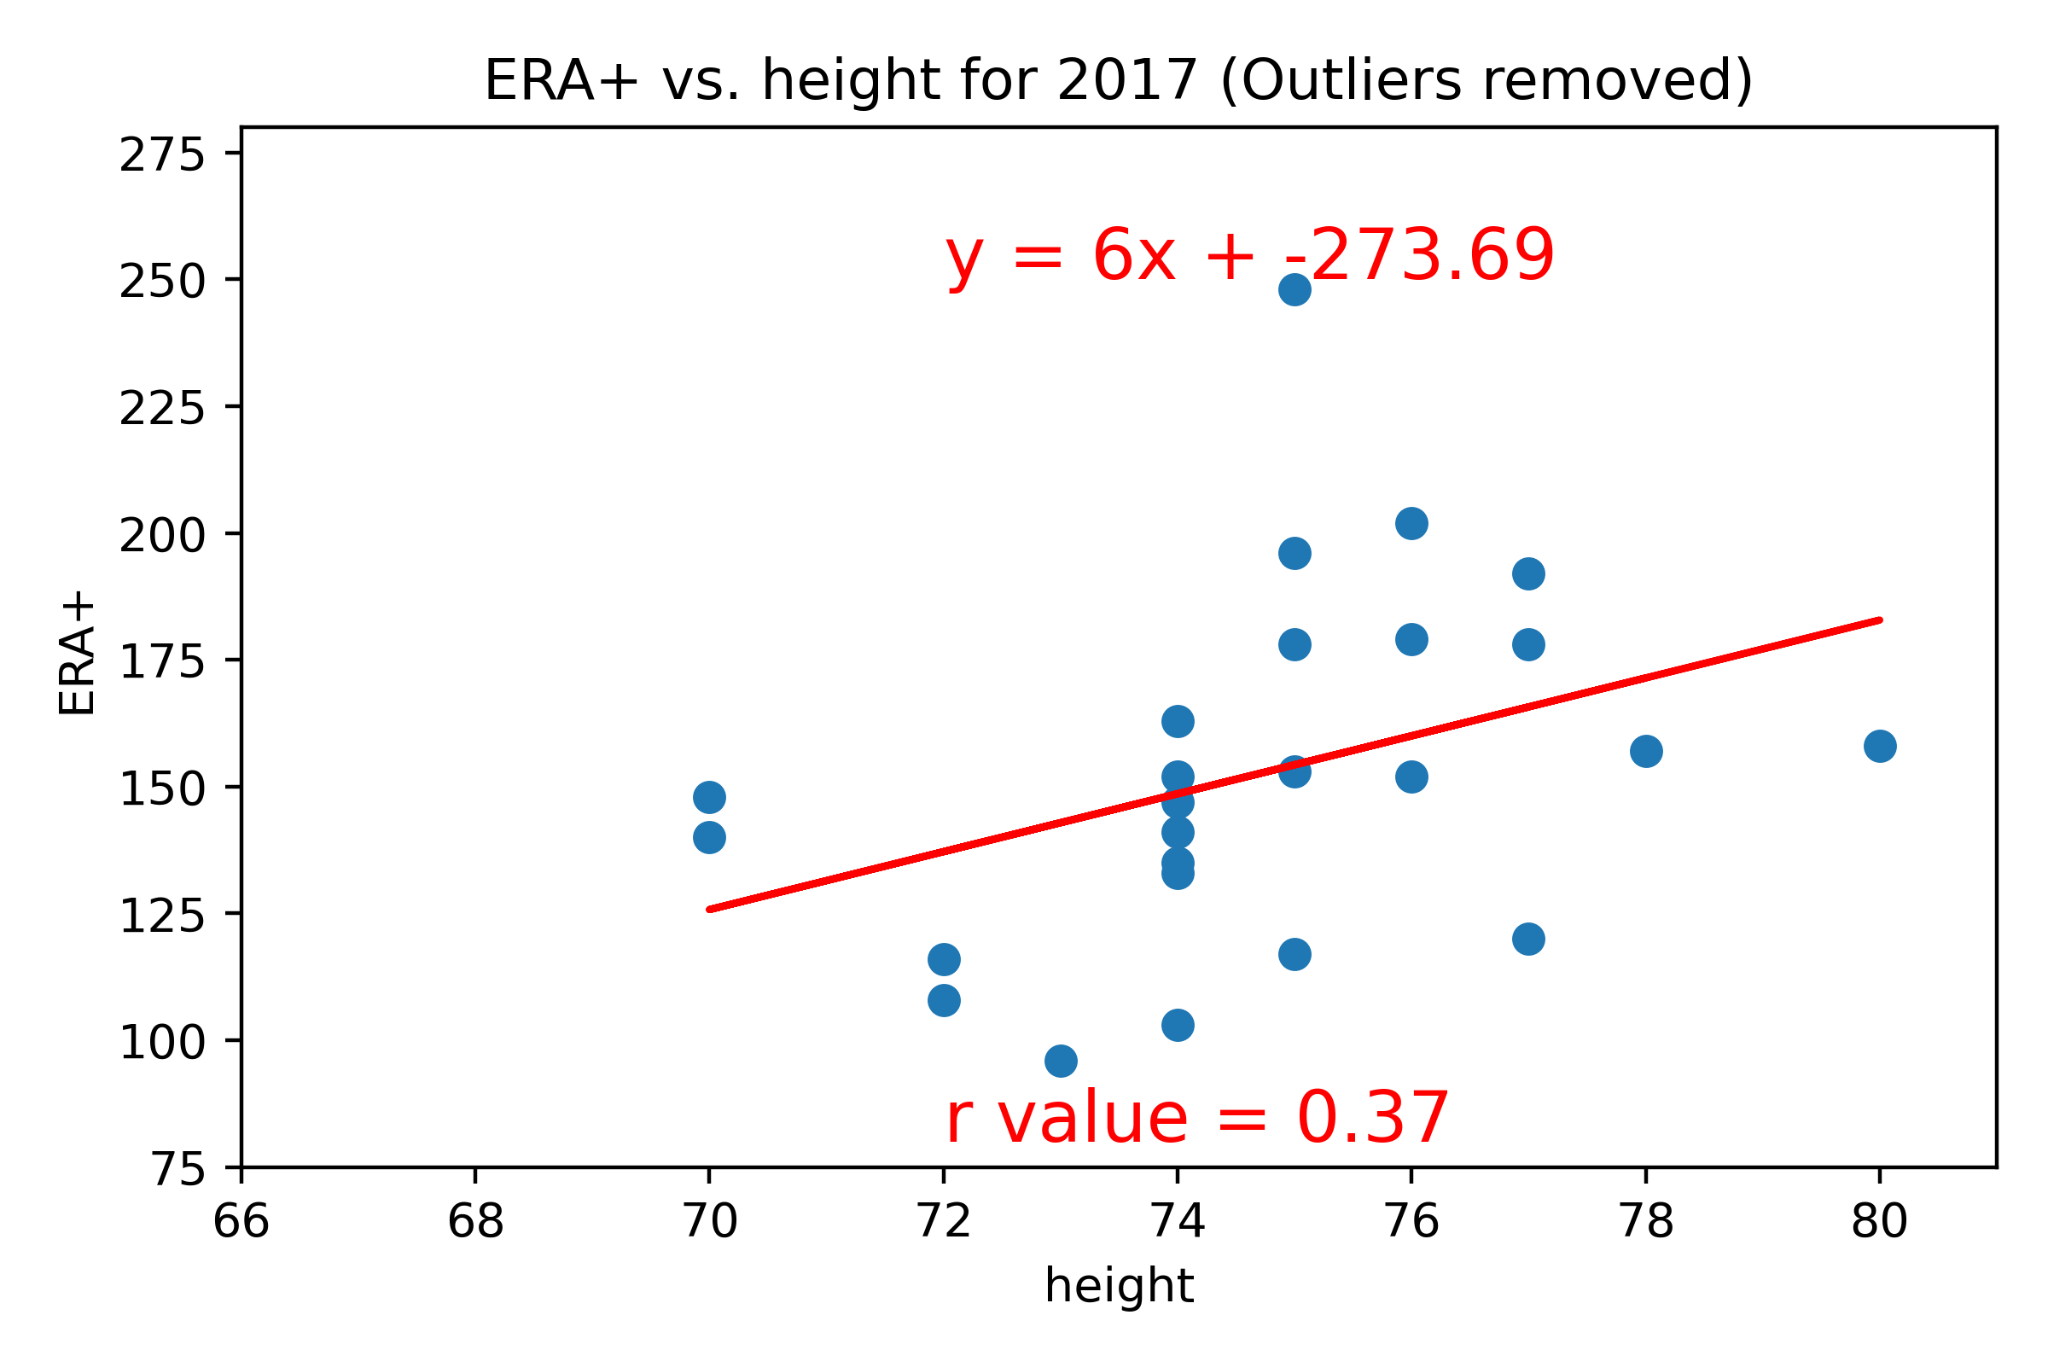 ERA+ vs. height for 2017 (Outliers removed)
275
250
225
200
175
150
125
100
75
ERA+
y = 6x + -273.69
r value = 0.37
66 68 70 72 74 76 78 80
height